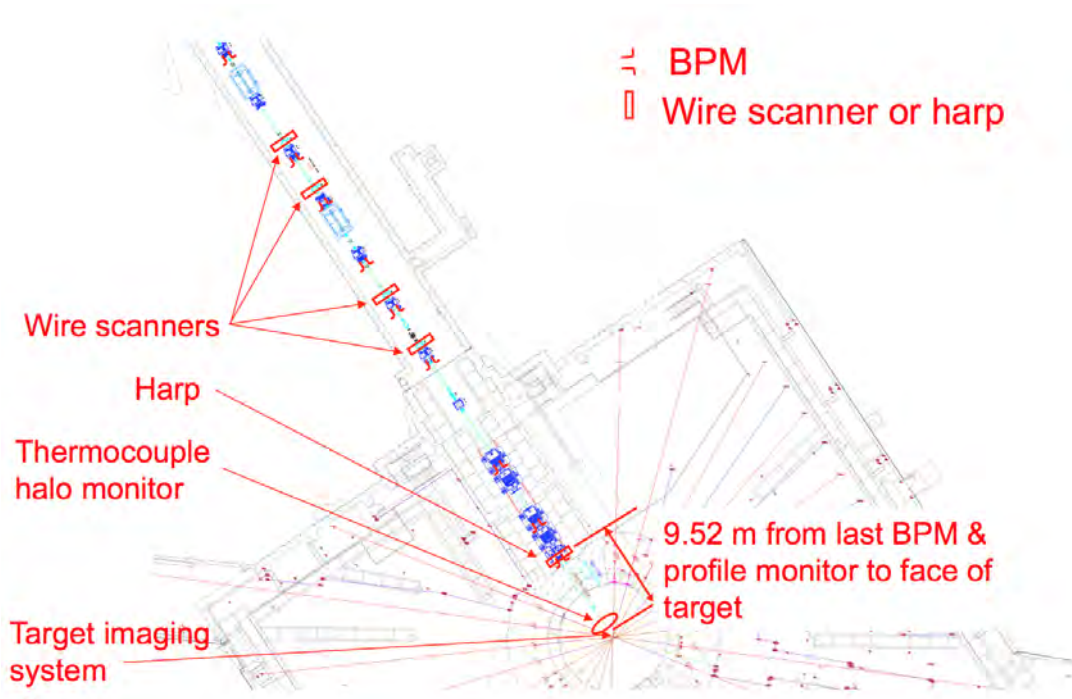 BPM
Wire scanner or harp
Wire scanners
Harp
Thermocouple
halo monitor
9.52 m from last BPM &
profile monitor to face of
target
Target imaging
system